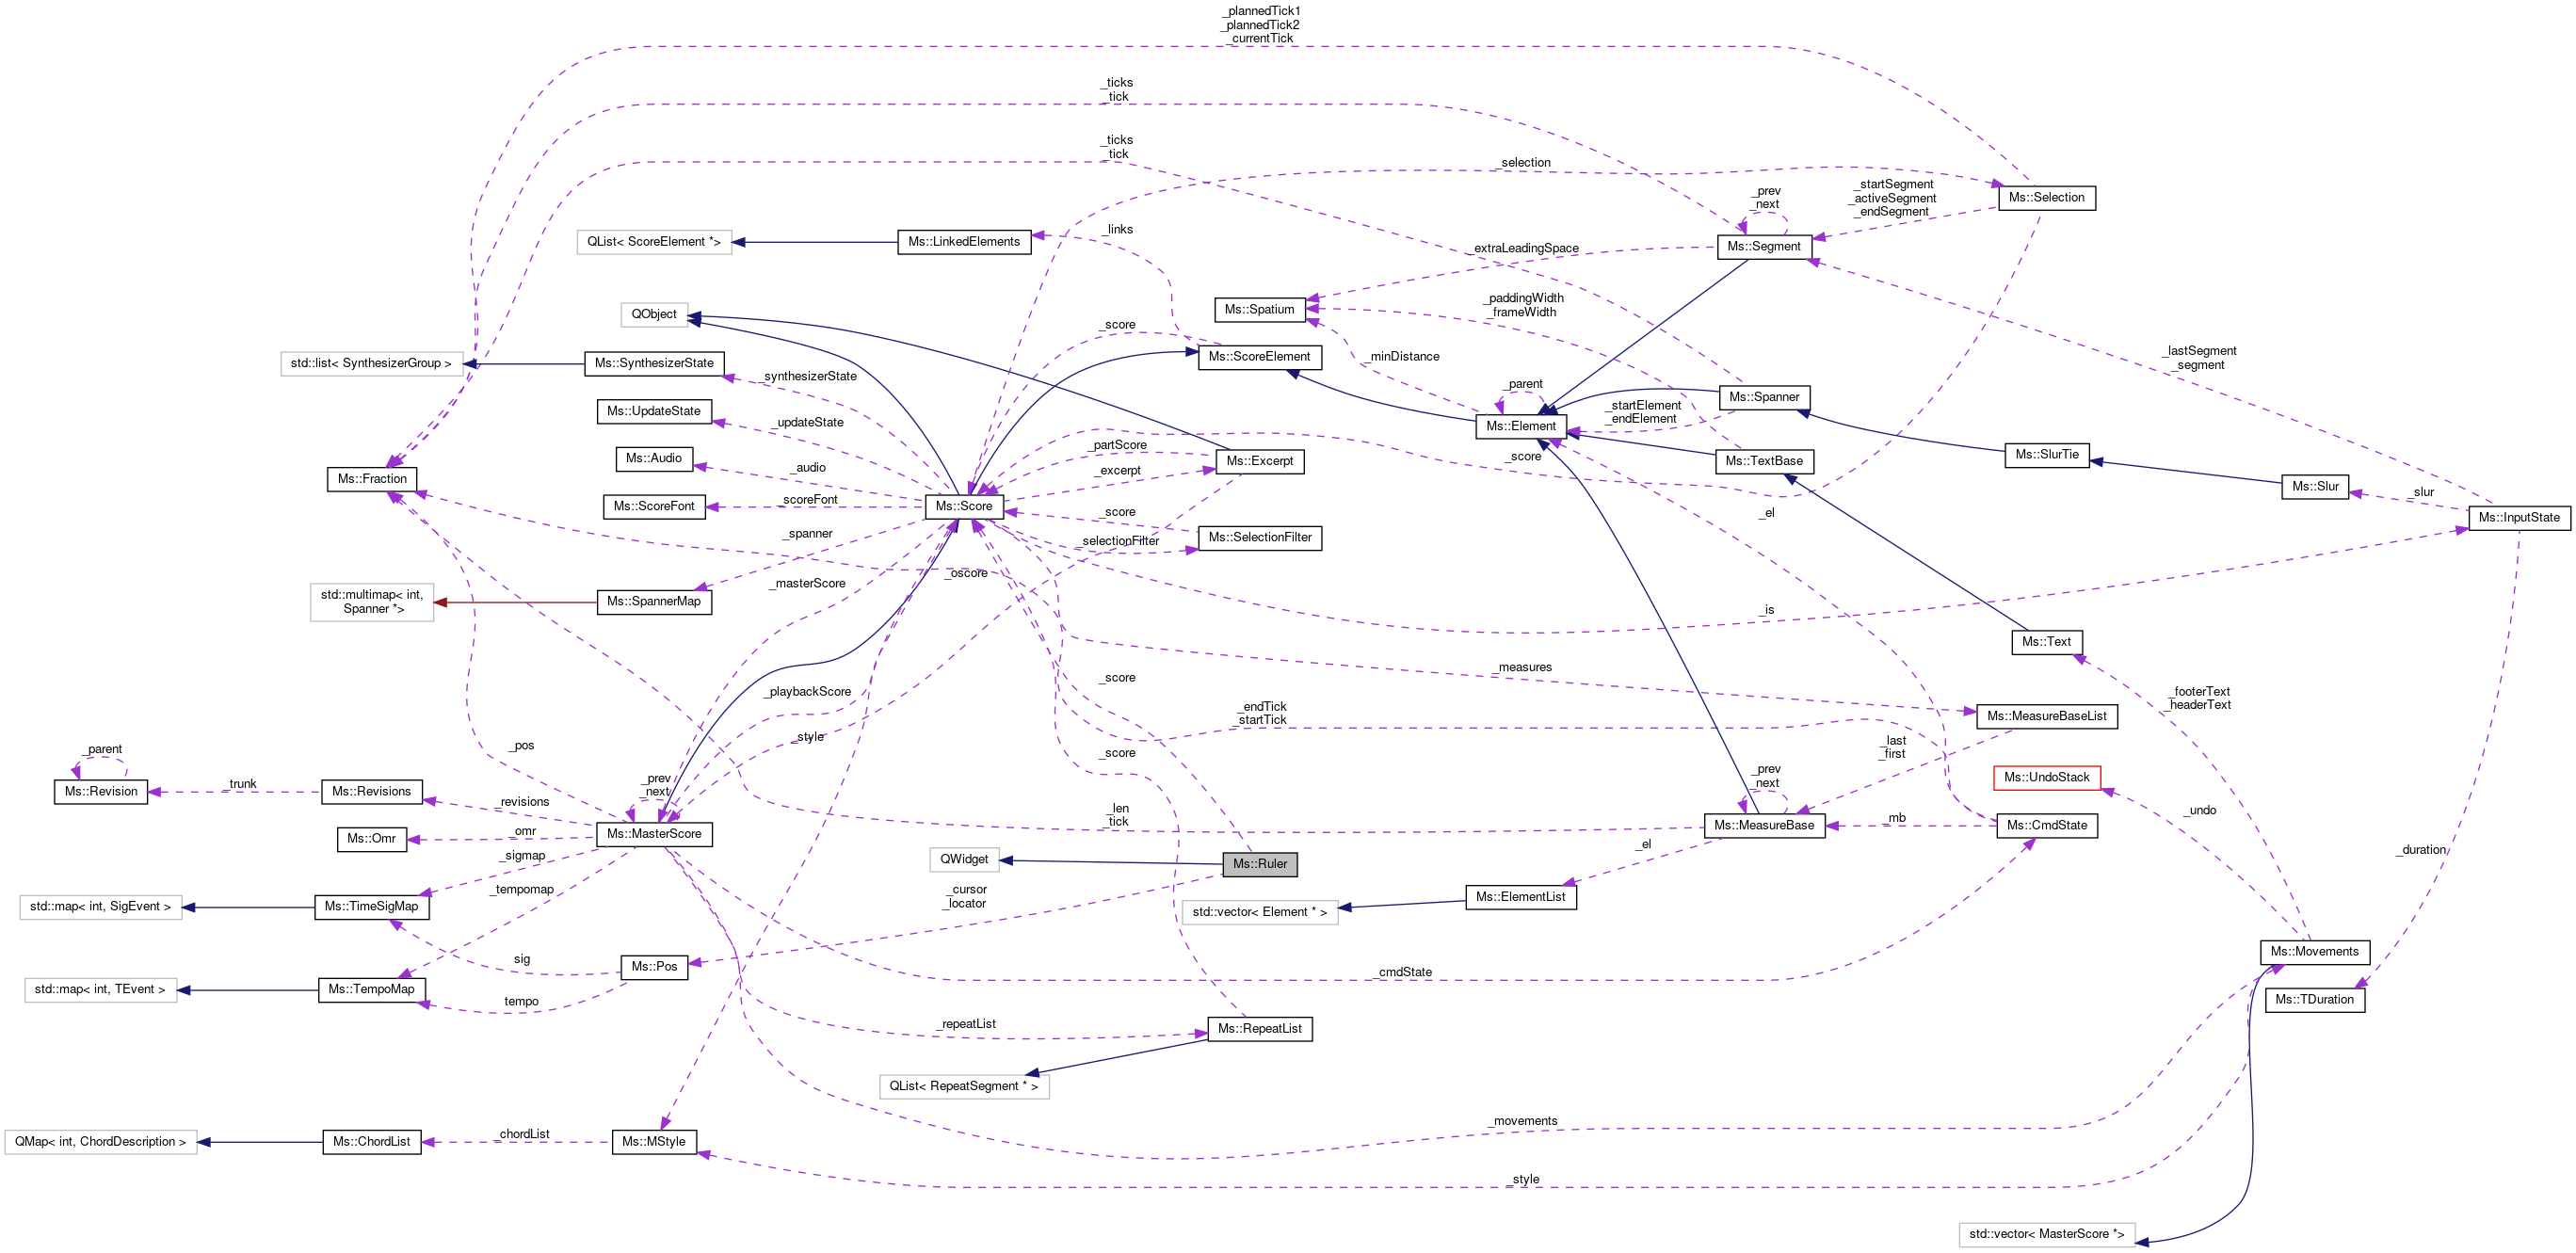 _plannedTick1
_plannedTick2
_currentTick
_ticks
_tick
_ticks
_tick
_selection
_startSegment
_activeSegment
_endSegment
Ms::Selection
_prev
_next
_links
QList< ScoreElement *>
Ms::LinkedElements
_extraLeadingSpace
Ms::Segment
QObject
Ms::Spatium
_paddingWidth
_frameWidth
_score
std::list< SynthesizerGroup >
Ms::SynthesizerState
_synthesizerState
Ms::ScoreElement
_minDistance
_lastSegment
_segment
_parent
Ms::Spanner
Ms::UpdateState
_updateState
_startElement
_endElement
Ms::Element
Ms::Audio
_audio
_partScore
_excerpt
Ms::Excerpt
_score
Ms::TextBase
Ms::SlurTie
Ms::Fraction
Ms::ScoreFont
_scoreFont
Ms::Score
Ms::Slur
_slur
_score
_el
Ms::InputState
_spanner
_selectionFilter
Ms::SelectionFilter
_masterScore
_oscore
std::multimap< int,
Spanner *>
Ms::SpannerMap
_is
Ms::Text
_measures
_score
_playbackScore
_footerText
_headerText
_endTick
_startTick
Ms::MeasureBaseList
_pos
_style
_score
_last
_first
_parent
_prev
_next
_prev
_next
Ms::UndoStack
Ms::Revision
_trunk
Ms::Revisions
_revisions
_len
_tick
_undo
Ms::Omr
_omr
Ms::MasterScore
Ms::MeasureBase
_mb
Ms::CmdState
_sigmap
QWidget
Ms::Ruler
_el
_duration
_tempomap
_cursor
_locator
std::map< int, SigEvent >
Ms::TimeSigMap
std::vector< Element * >
Ms::ElementList
sig
Ms::Pos
_cmdState
Ms::Movements
std::map< int, TEvent >
Ms::TempoMap
tempo
Ms::TDuration
_repeatList
Ms::RepeatList
QList< RepeatSegment * >
_movements
QMap< int, ChordDescription >
Ms::ChordList
_chordList
Ms::MStyle
_style
std::vector< MasterScore *>